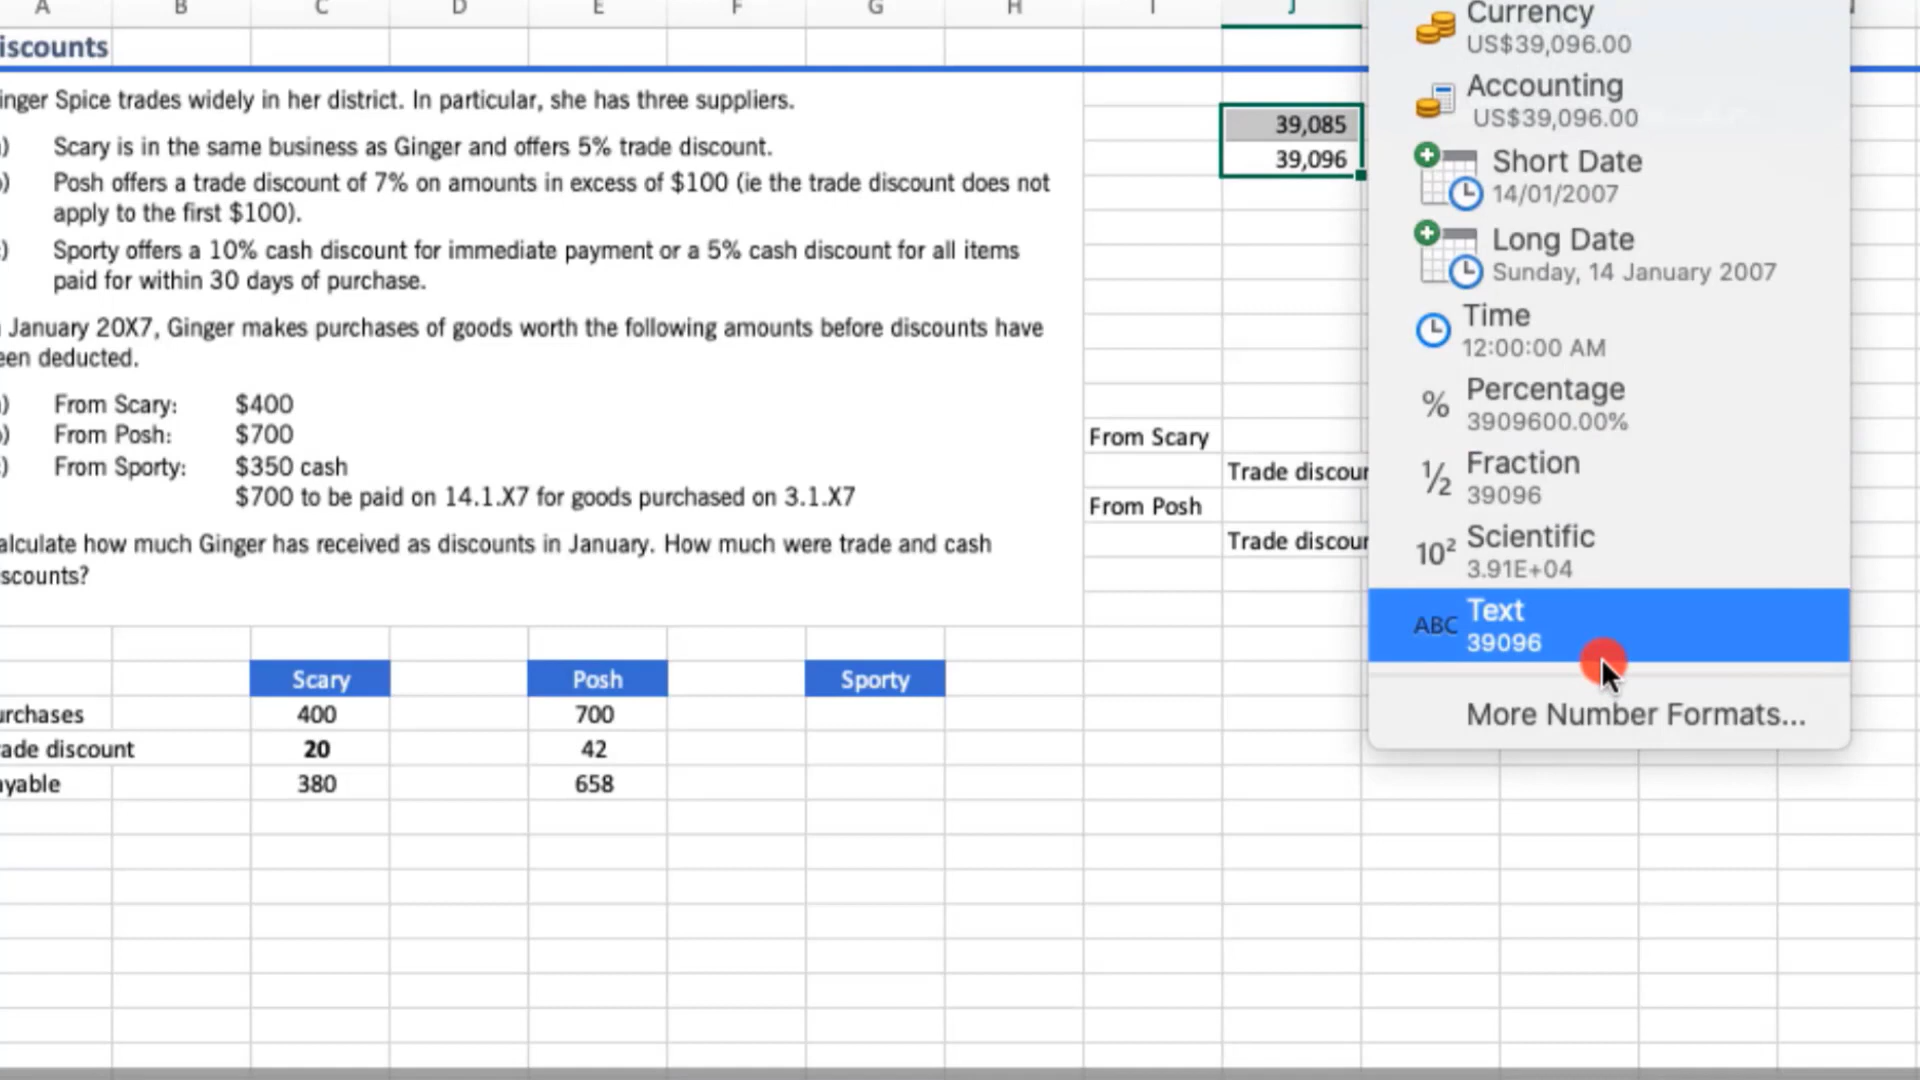 A B C D E F G H I J
iscounts
inger Spice trades widely in her district. In particular, she has three suppliers.
) Scary is in the same business as Ginger and offers 5% trade discount.
) Posh offers a trade discount of 7% on amounts in excess of $100 (ie the trade discount does not
apply to the first $100).
) Sporty offers a 10% cash discount for immediate payment or a 5% cash discount for all items
paid for within 30 days of purchase.
January 20X7, Ginger makes purchases of goods worth the following amounts before discounts have
een deducted.
) From Scary: $400
) From Posh: $700
) From Sporty: $350 cash
$700 to be paid on 14.1.X7 for goods purchased on 3.1.X7
alculate how much Ginger has received as discounts in January. How much were trade and cash
scounts?
Scary Posh Sporty
urchases 400 700
ade discount 20 42
ayable 380 658
39,085
39,096
From Scary
Trade discour
From Posh
Trade discour
Currency
US$39,096.00
Accounting
US$39,096.00
Short Date
14/01/2007
Long Date
Sunday, 14 January 2007
Time
12:00:00 AM
% Percentage
3909600.00%
½ Fraction
39096
10² Scientific
3.91E+04
ABC Text
39096
More Number Formats...